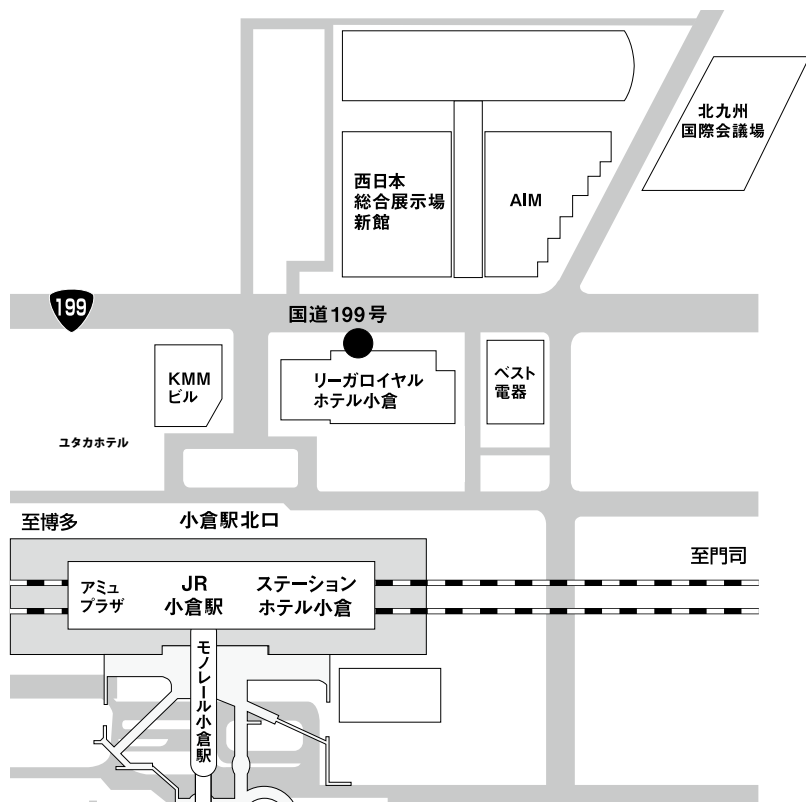 北九州
国際会議場
西日本
総合展示場
新館
AIM
199
国道199号
KMM
ビル
リーガロイヤル
ホテル小倉
ベスト
電器
ユタカホテル
至博多
小倉駅北口
至門司
アミュ
プラザ
JR
小倉駅
ステーション
ホテル小倉
モノレール小倉駅